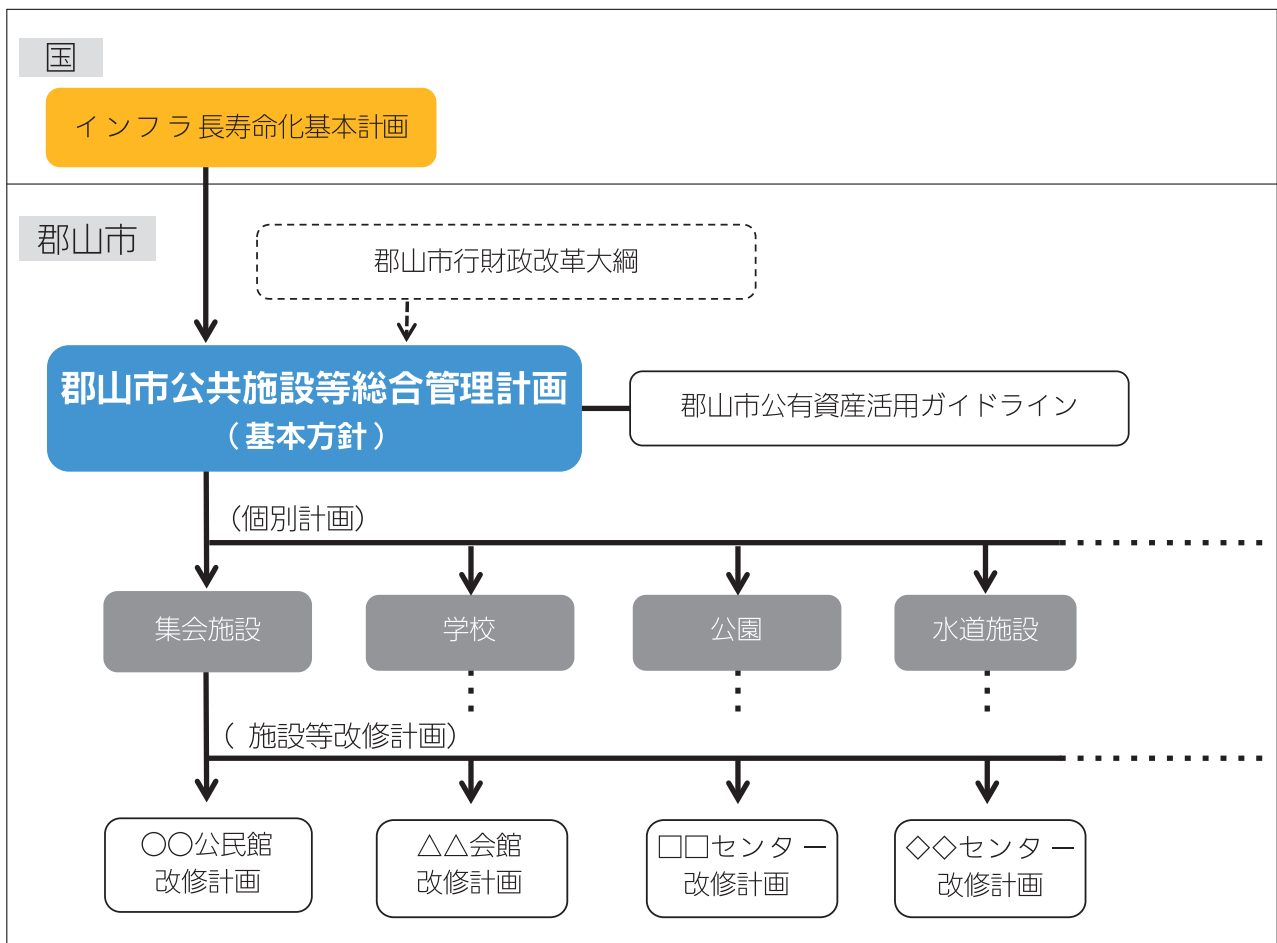 国
インフラ長寿命化基本計画
郡山市
郡山市行財政改革大綱
郡山市公共施設等総合管理計画
（基本方針）
郡山市公有資産活用ガイドライン
（個別計画）
集会施設
学校
公園
水道施設
（ 施設等改修計画）
○○公民館
改修計画
△△会館
改修計画
□□センター
改修計画
◇◇センター
改修計画